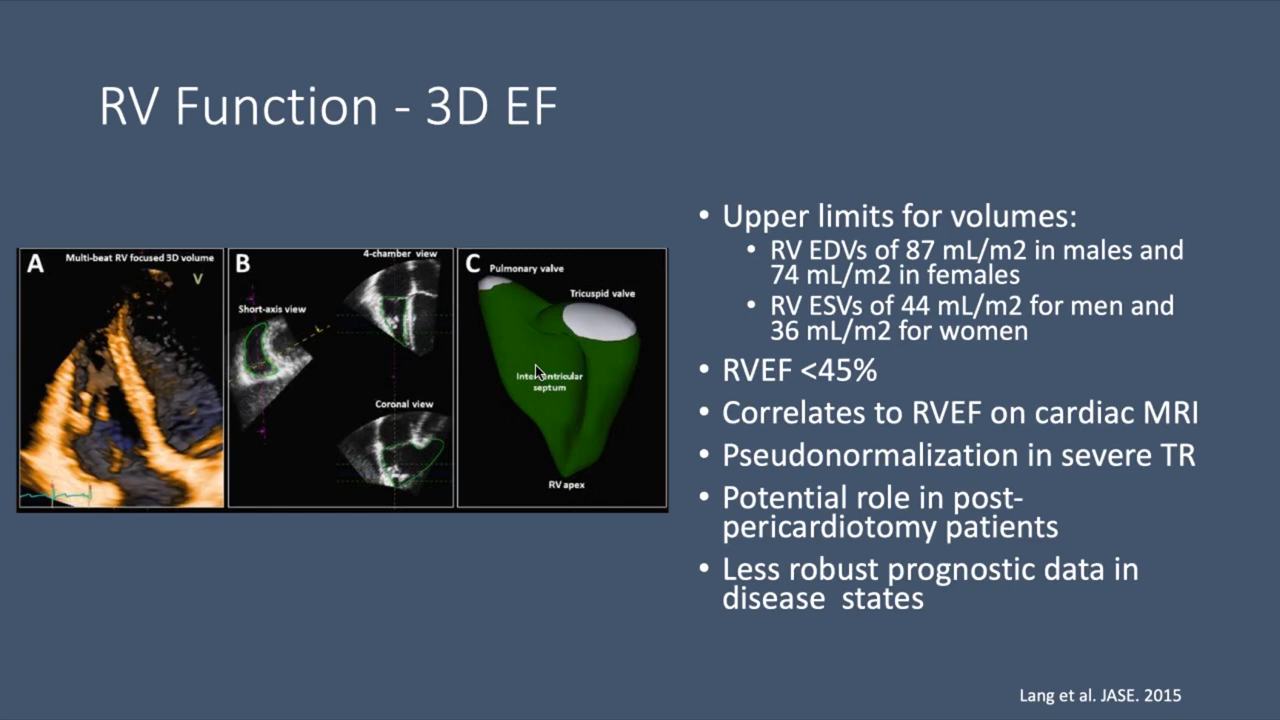 RV Function - 3D EF
A
Multi-beat RV focused 3D volume
V
B
4-chamber view
Short-axis view
Coronal view
C
Pulmonary valve
Tricuspid valve
septum
RV apex
• Upper limits for volumes:
• RV EDVs of 87 mL/m2 in males and
74 mL/m2 in females
• RV ESVs of 44 mL/m2 for men and
36 mL/m2 for women
• RVEF <45%
• Correlates to RVEF on cardiac MRI
• Pseudonormalization in severe TR
• Potential role in post-
pericardiotomy patients
• Less robust prognostic data in
disease states
Lang et al. JASE. 2015